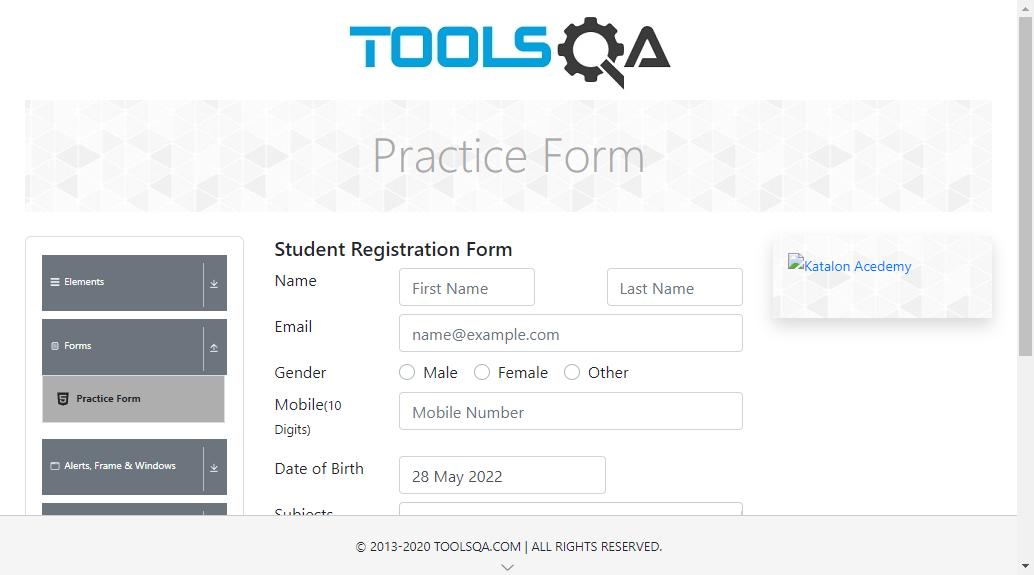 TOOLSQA
Practice Form
Elements
Forms
Practice Form
Alerts, Frame & Windows
Student Registration Form
Name
First Name
Last Name
Email
name@example.com
Gender
Male
Female
Other
Mobile(10
Digits)
Mobile Number
Date of Birth
28 May 2022
Subjects
Katalon Acedemy
© 2013-2020 TOOLSQA.COM | ALL RIGHTS RESERVED.